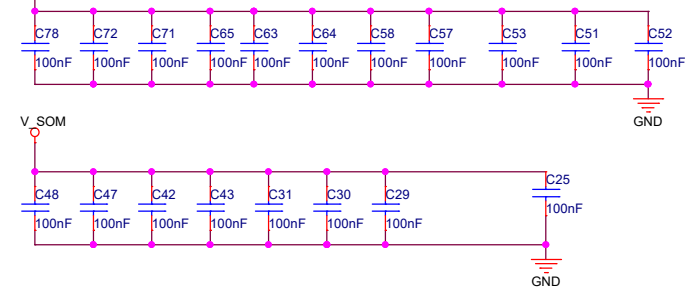 C78 C72 C71 C65 C63 C64 C58 C57 C53 C51 C52
100nF 100nF 100nF 100nF 100nF 100nF 100nF 100nF 100nF 100nF 100nF
GND
V_SOM
C48 C47 C42 C43 C31 C30 C29 C25
100nF 100nF 100nF 100nF 100nF 100nF 100nF 100nF
GND